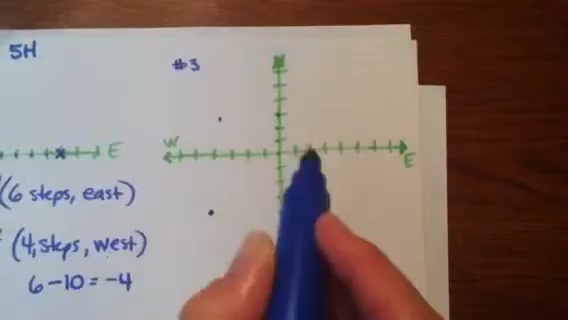 5H
#3
N
W
E
E
(6 steps, east)
(4, steps, west)
6-10=-4